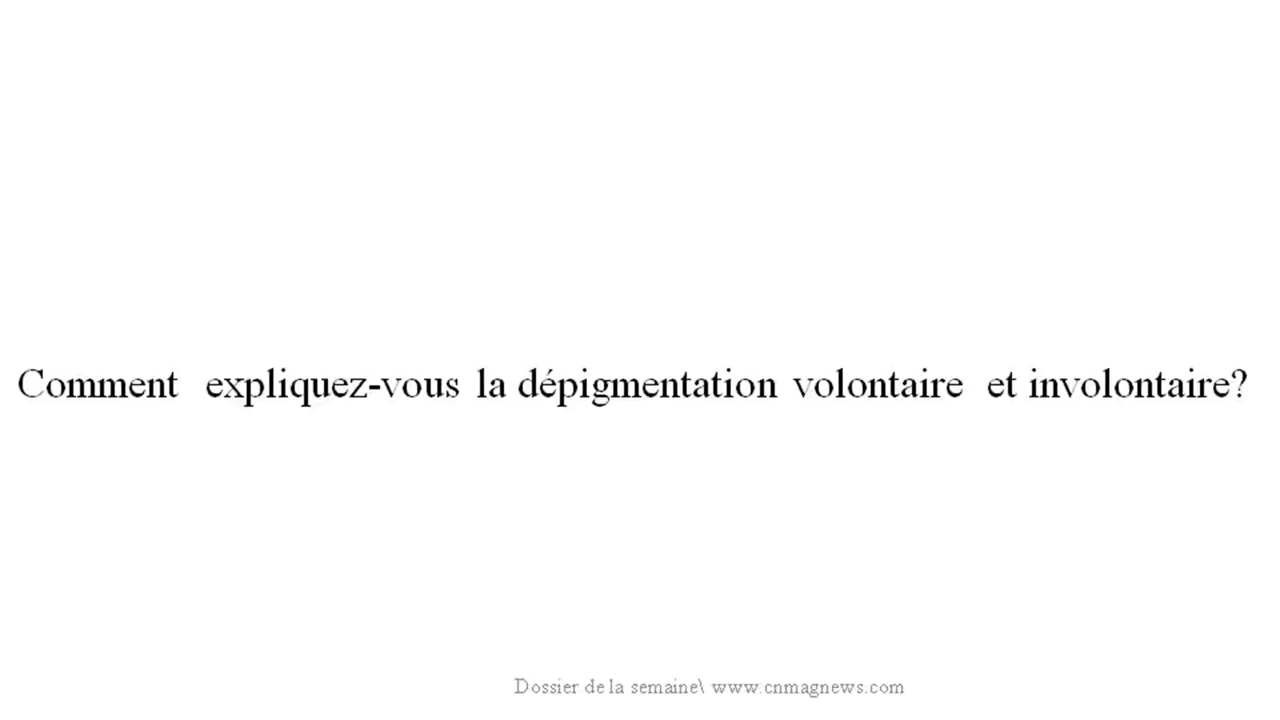 Comment expliquez-vous la dépigmentation volontaire et involontaire?
Dossier de la semaine\ www.cnmagnews.com